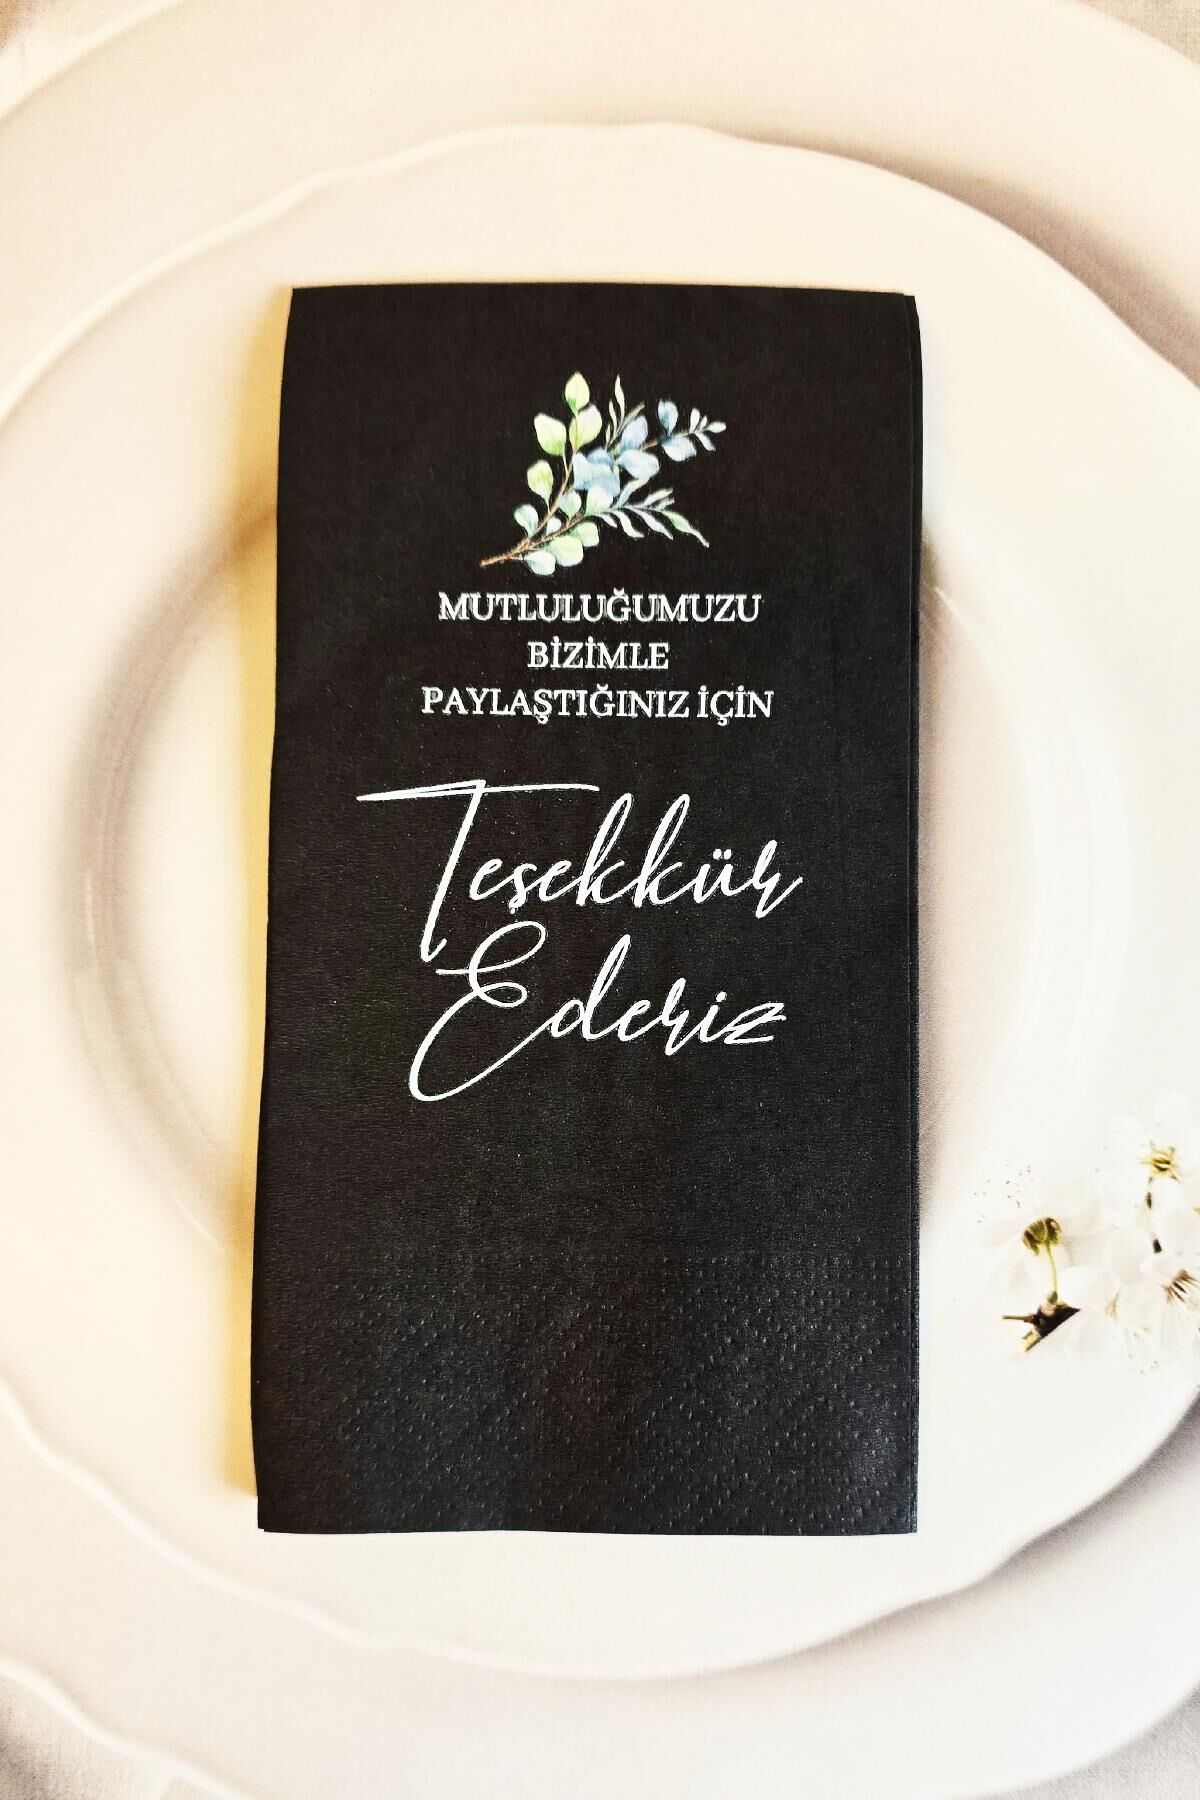 MUTLULUĞUMUZU
BİZİMLE
PAYLAŞTIĞINIZ İÇİN
Teşekkür
Ederiz